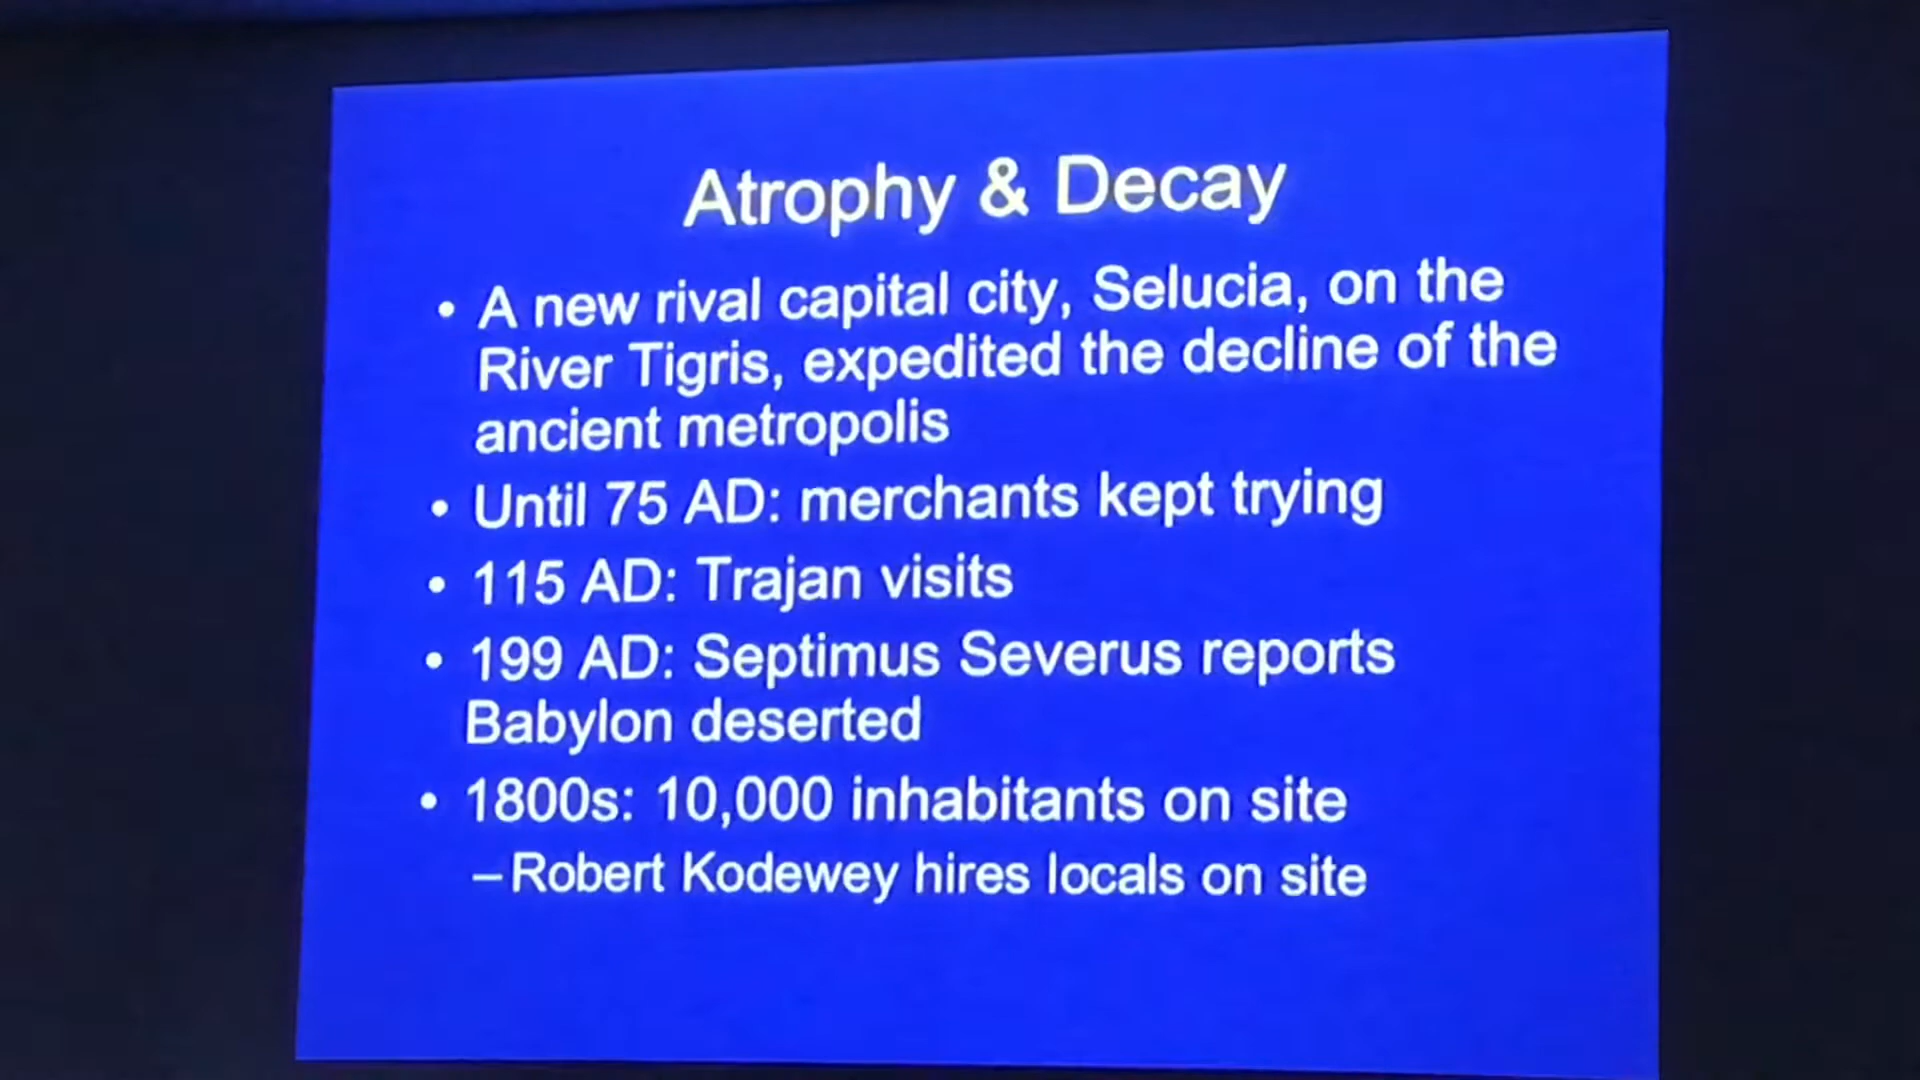 Atrophy & Decay
• A new rival capital city, Selucia, on the
River Tigris, expedited the decline of the
ancient metropolis
• Until 75 AD: merchants kept trying
• 115 AD: Trajan visits
• 199 AD: Septimus Severus reports
Babylon deserted
• 1800s: 10,000 inhabitants on site
– Robert Kodewey hires locals on site